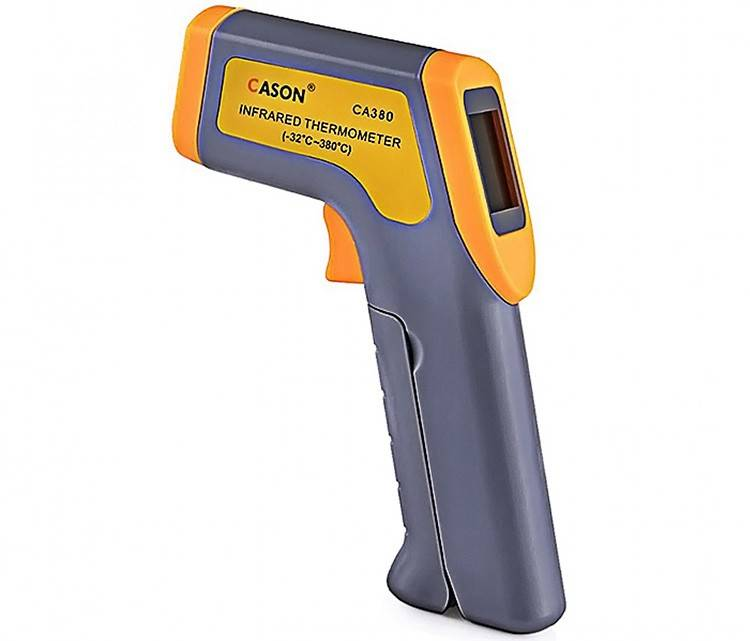 CASON®
CA380
INFRARED THERMOMETER
(-32°C~380°C)